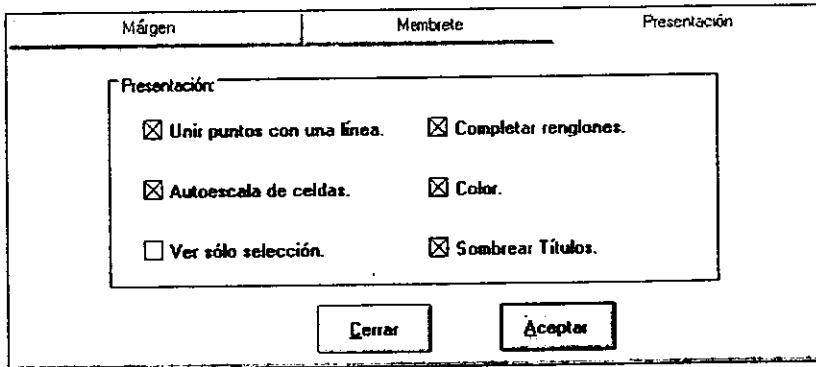 Márgen Membrete Presentación
Presentación:
Unir puntos con una línea. Completar renglones.
Autoescala de celdas. Color.
Ver sólo selección. Sombrear Títulos.
Cerrar Aceptar